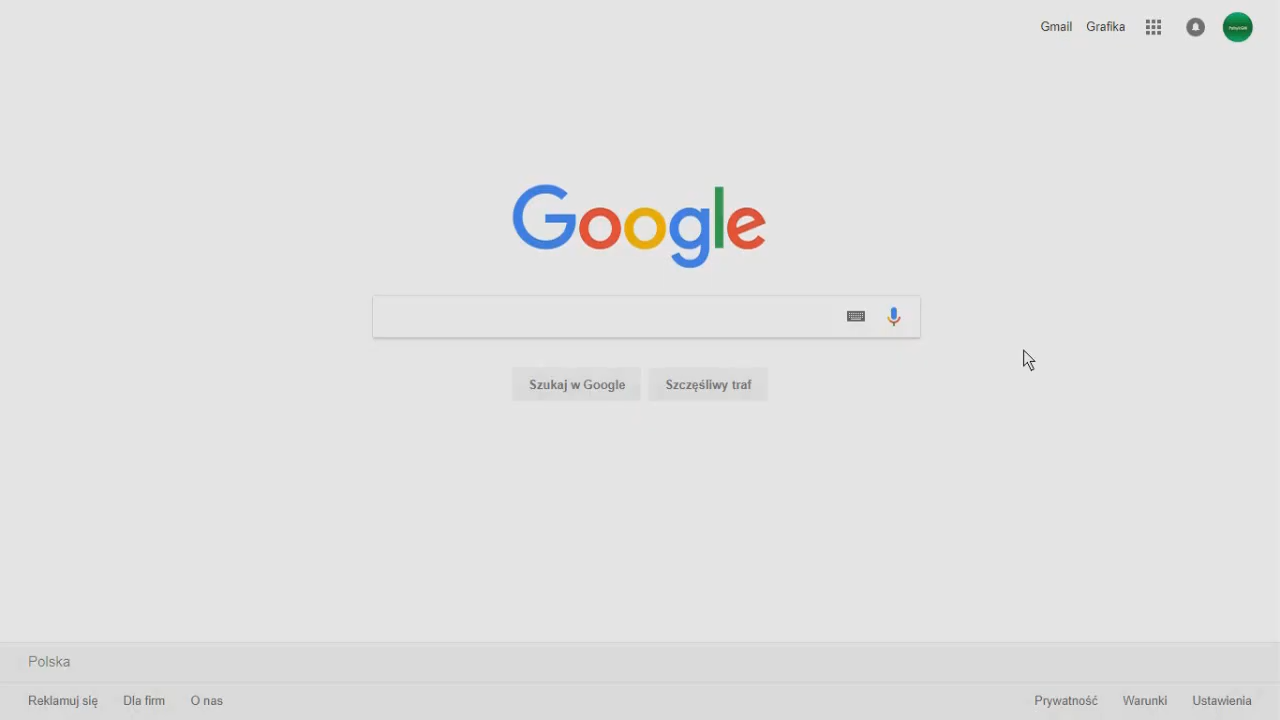 Gmail Grafika
Google
Szukaj w Google Szczęśliwy traf
Polska
Reklamuj się Dla firm O nas Prywatność Warunki Ustawienia